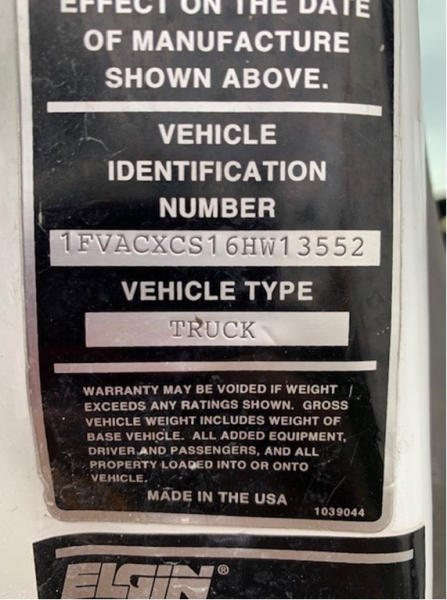 EFFECT ON THE DATE
OF MANUFACTURE
SHOWN ABOVE.
VEHICLE
IDENTIFICATION
NUMBER
1FVACXCS16HW13552
VEHICLE TYPE
TRUCK
WARRANTY MAY BE VOIDED IF WEIGHT
EXCEEDS ANY RATINGS SHOWN. GROSS
VEHICLE WEIGHT INCLUDES WEIGHT OF
BASE VEHICLE. ALL ADDED EQUIPMENT,
DRIVER AND PASSENGERS, AND ALL
PROPERTY LOADED INTO OR ONTO
VEHICLE.
MADE IN THE USA
1039044
ELGIN®